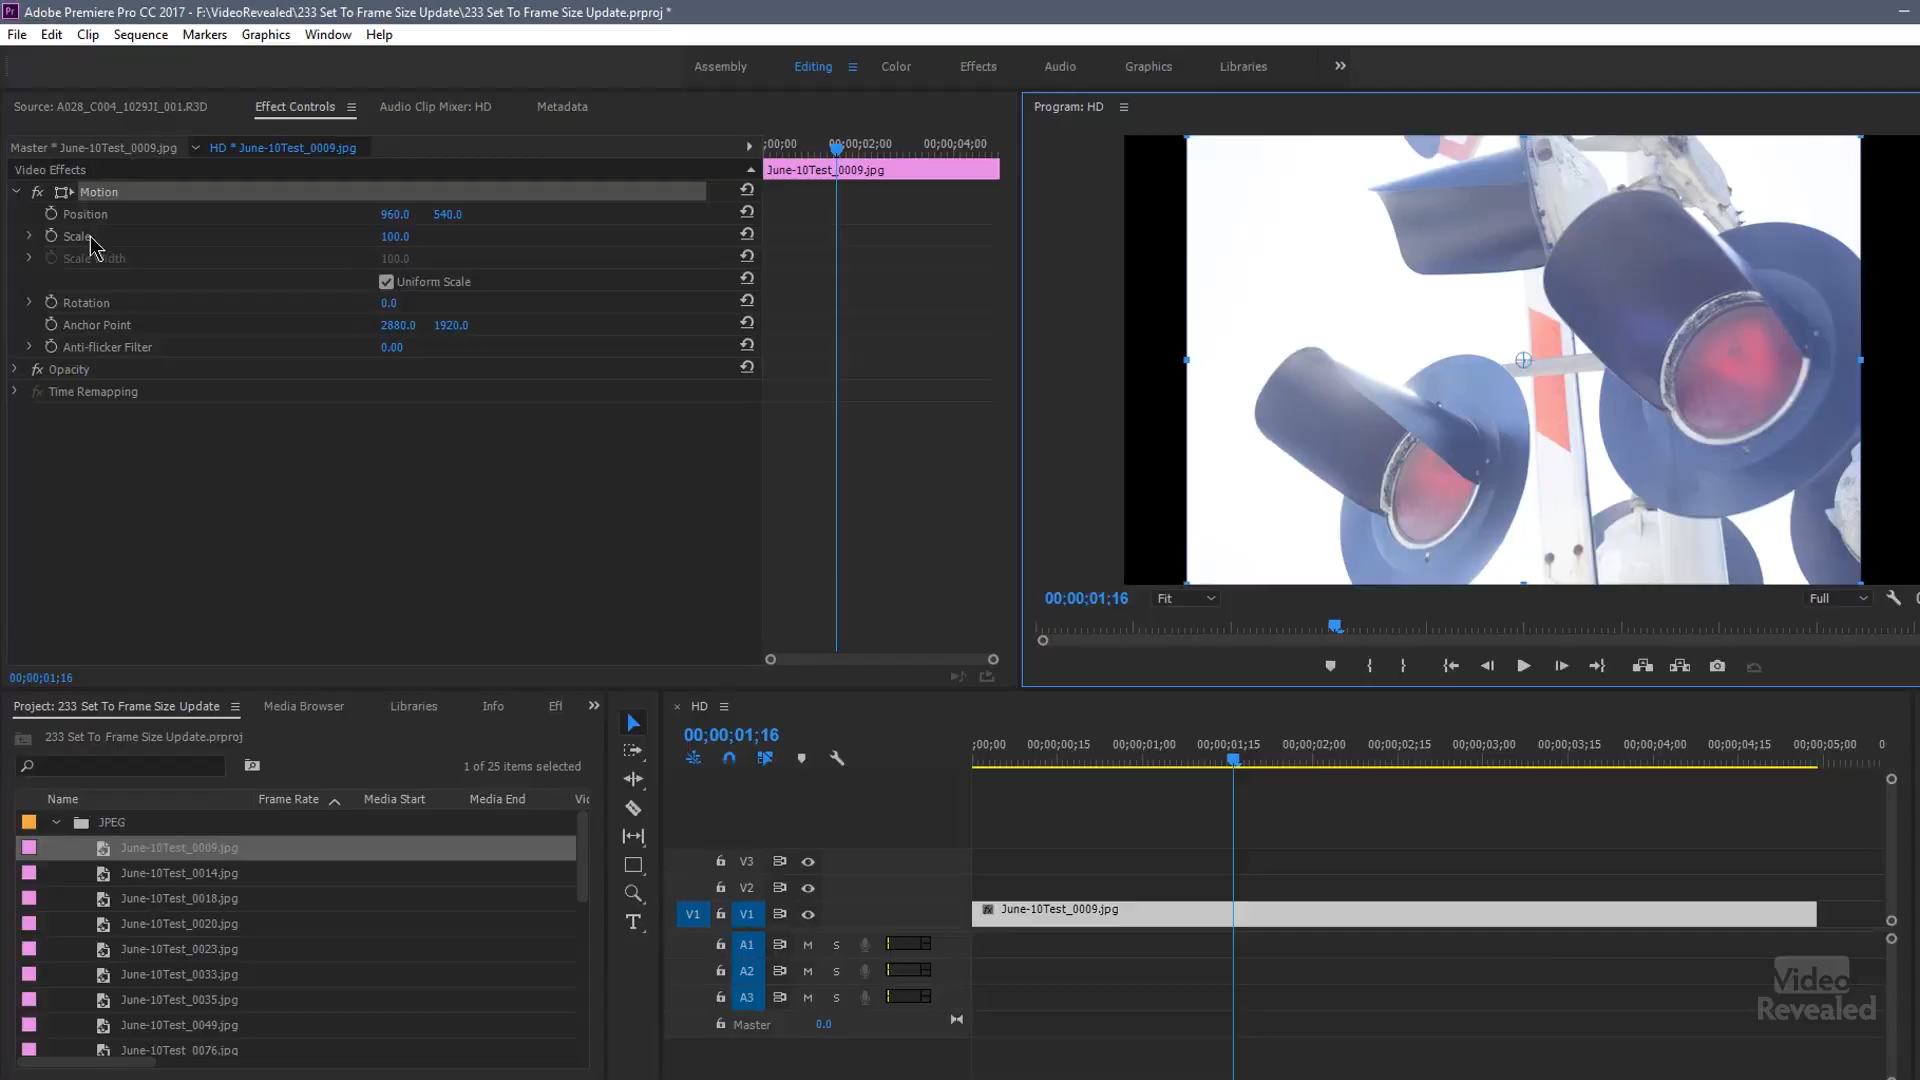 Pr Adobe Premiere Pro CC 2017 - F:\VideoRevealed\233 Set To Frame Size Update\233 Set To Frame Size Update.prproj *
File Edit Clip Sequence Markers Graphics Window Help
Assembly Editing Color Effects Audio Graphics Libraries
Source: A028_C004_1029JI_001.R3D Effect Controls Audio Clip Mixer: HD Metadata
Program: HD
Master * June-10Test_0009.jpg HD * June-10Test_0009.jpg
;00;00 00;00;02;00 00;00;04;00
Video Effects
June-10Test_0009.jpg
fx Motion
Position 960.0 540.0
Scale 100.0
Scale Width 100.0
Uniform Scale
Rotation 0.0
Anchor Point 2880.0 1920.0
Anti-flicker Filter 0.00
fx Opacity
fx Time Remapping
00;00;01;16 Fit Full
00;00;01;16
Project: 233 Set To Frame Size Update Media Browser Libraries Info Eff
233 Set To Frame Size Update.prproj
1 of 25 items selected
Name Frame Rate Media Start Media End Vic
JPEG
June-10Test_0009.jpg
June-10Test_0014.jpg
June-10Test_0018.jpg
June-10Test_0020.jpg
June-10Test_0023.jpg
June-10Test_0033.jpg
June-10Test_0035.jpg
June-10Test_0049.jpg
June-10Test_0076.jpg
T
× HD
00;00;01;16
;00;00 00;00;00;15 00;00;01;00 00;00;01;15 00;00;02;00 00;00;02;15 00;00;03;00 00;00;03;15 00;00;04;00 00;00;04;15 00;00;05;00 0
V3
V2
V1 V1
fx June-10Test_0009.jpg
A1 M S
A2 M S
A3 M S
Master 0.0
Video
Revealed